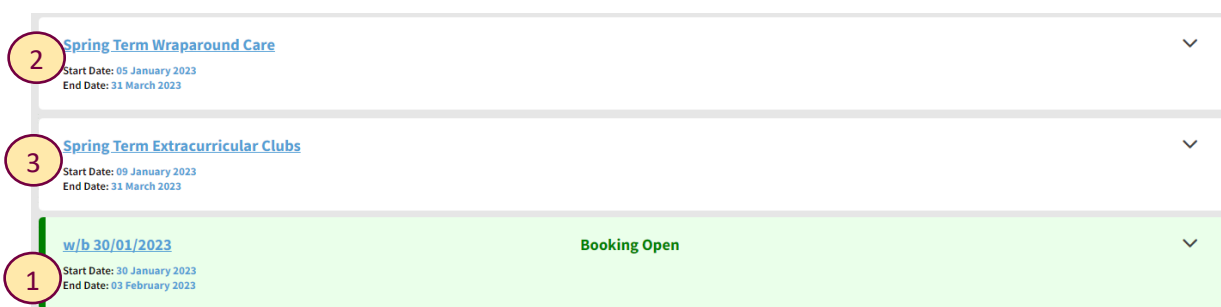 Spring Term Wraparound Care
2
Start Date: 05 January 2023
End Date: 31 March 2023
Spring Term Extracurricular Clubs
3
Start Date: 09 January 2023
End Date: 31 March 2023
w/b 30/01/2023 Booking Open
1
Start Date: 30 January 2023
End Date: 03 February 2023